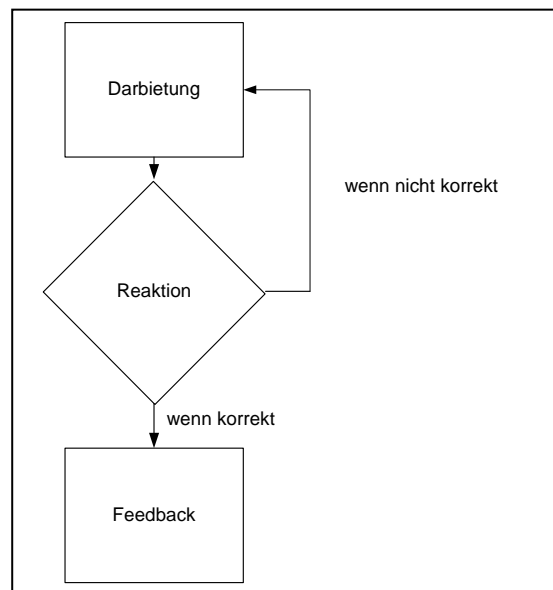 Darbietung
wenn nicht korrekt
Reaktion
wenn korrekt
Feedback